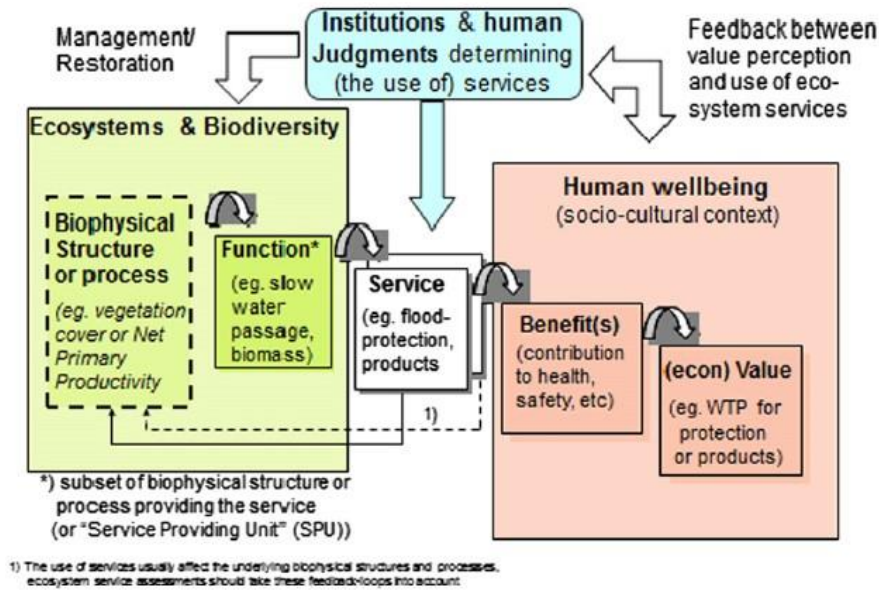 Institutions & human
Judgments determining
(the use of) services
Management/
Restoration
Feedback between
value perception
and use of eco-
system services
Ecosystems & Biodiversity
Biophysical
Structure
or process
(eg. vegetation
cover or Net
Primary
Productivity
Function*
(eg. slow
water
passage,
biomass)
Service
(eg. flood-
protection,
products
Human wellbeing
(socio-cultural context)
Benefit(s)
(contribution
to health,
safety, etc)
(econ) Value
(eg. WTP for
protection
or products)
1)
*) subset of biophysical structure or
process providing the service
(or “Service Providing Unit” (SPU))
1) The use of services usually affect the underlying biophysical structures and processes,
ecosystem service assessments should take these feedback-loops into account